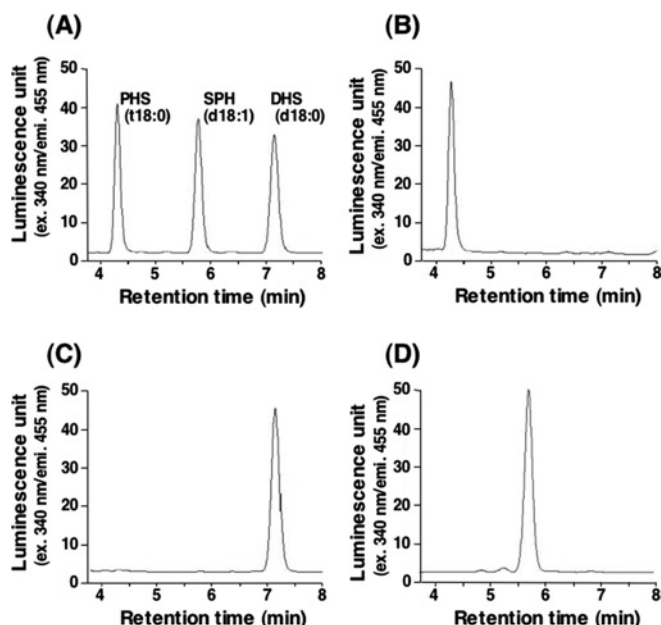 (A)
Luminescence unit
(ex. 340 nm/emi. 455 nm)
50
40
30
20
10
0
PHS
(t18:0)
SPH
(d18:1)
DHS
(d18:0)
4 5 6 7 8
Retention time (min)
(B)
Luminescence unit
(ex. 340 nm/emi. 455 nm)
50
40
30
20
10
0
4 5 6 7 8
Retention time (min)
(C)
Luminescence unit
(ex. 340 nm/emi. 455 nm)
50
40
30
20
10
0
4 5 6 7 8
Retention time (min)
(D)
Luminescence unit
(ex. 340 nm/emi. 455 nm)
50
40
30
20
10
0
4 5 6 7 8
Retention time (min)